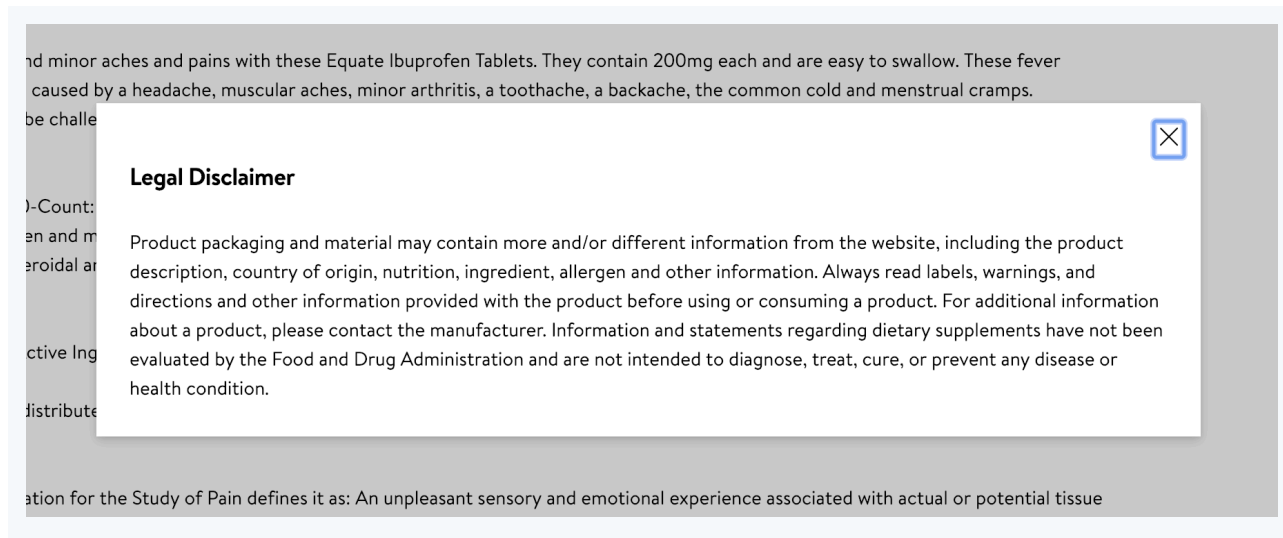 nd minor aches and pains with these Equate Ibuprofen Tablets. They contain 200mg each and are easy to swallow. These fever
caused by a headache, muscular aches, minor arthritis, a toothache, a backache, the common cold and menstrual cramps.
be challe
Legal Disclaimer
-Count:
en and m
Product packaging and material may contain more and/or different information from the website, including the product
eroidal ar
description, country of origin, nutrition, ingredient, allergen and other information. Always read labels, warnings, and
directions and other information provided with the product before using or consuming a product. For additional information
about a product, please contact the manufacturer. Information and statements regarding dietary supplements have not been
ctive Ing
evaluated by the Food and Drug Administration and are not intended to diagnose, treat, cure, or prevent any disease or
health condition.
distribute
ation for the Study of Pain defines it as: An unpleasant sensory and emotional experience associated with actual or potential tissue